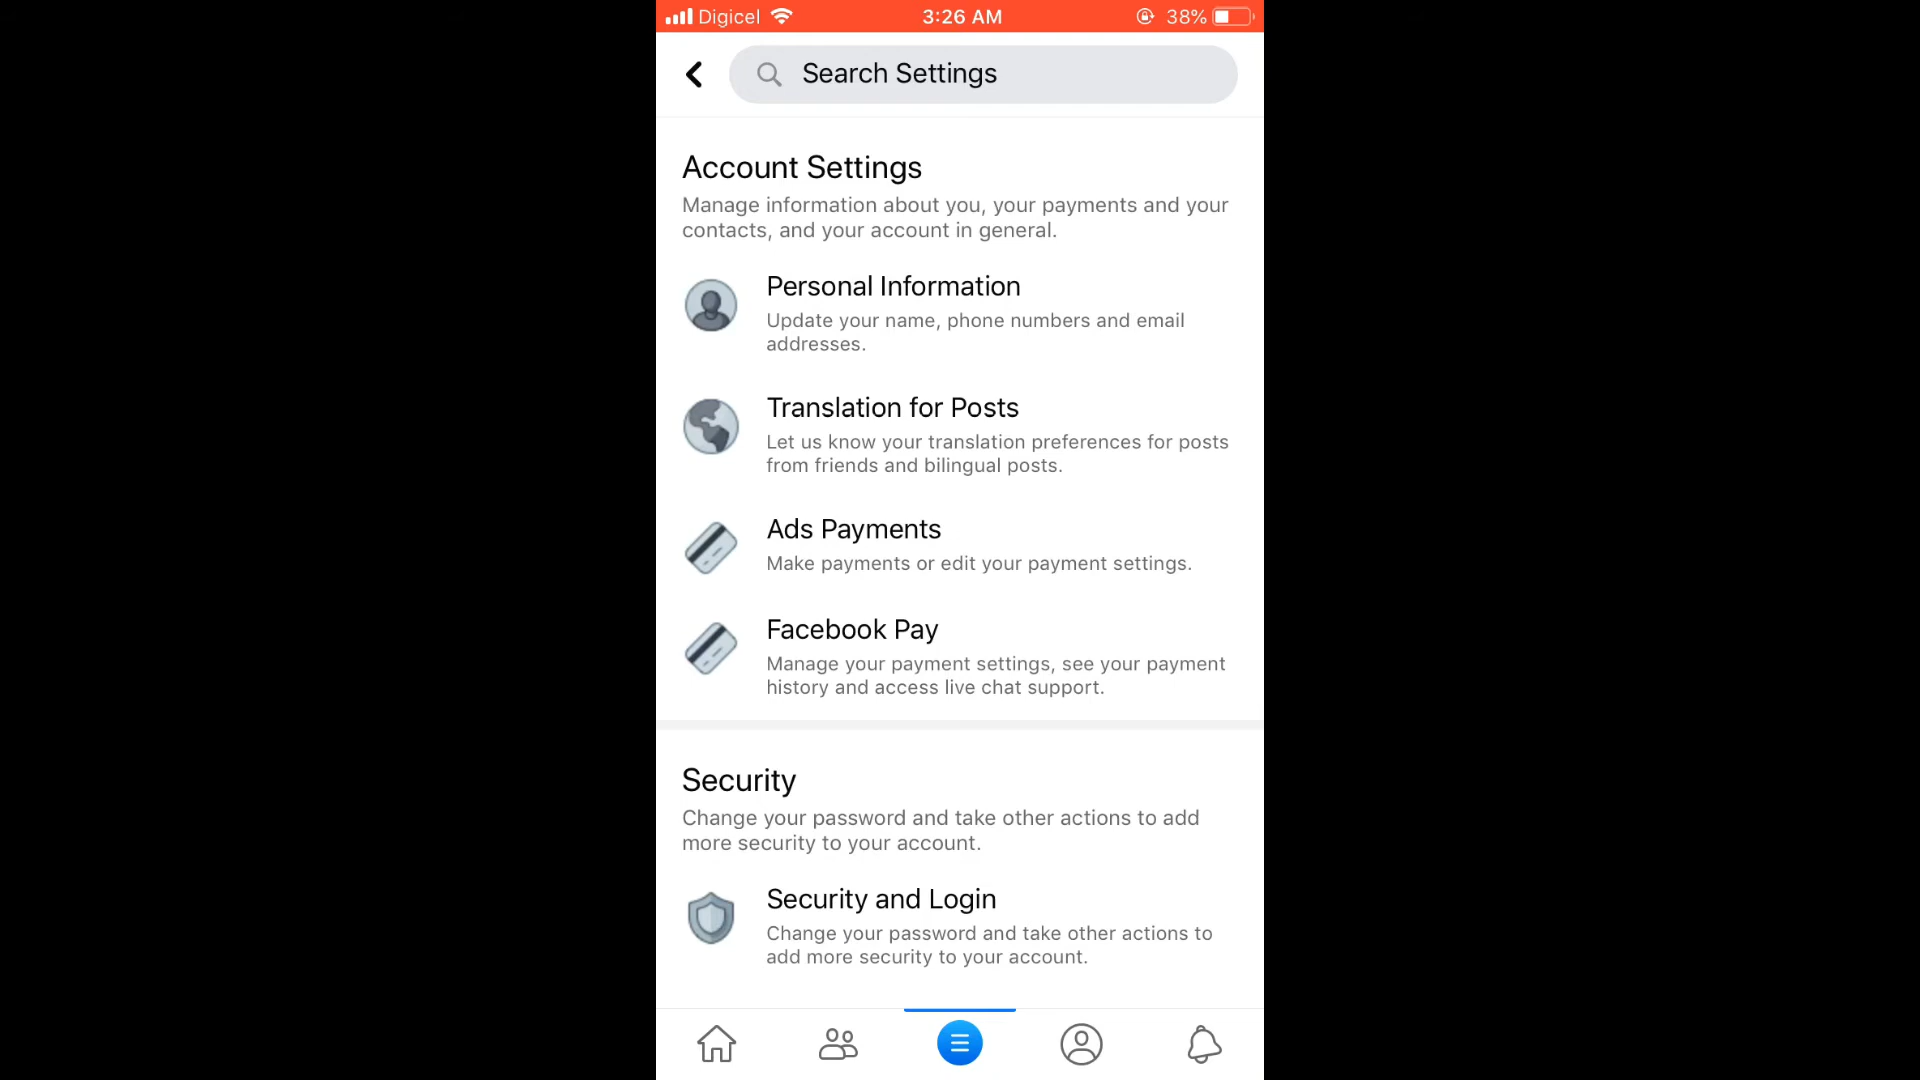 Digicel 3:26 AM 38%
Search Settings
Account Settings
Manage information about you, your payments and your
contacts, and your account in general.
Personal Information
Update your name, phone numbers and email
addresses.
Translation for Posts
Let us know your translation preferences for posts
from friends and bilingual posts.
Ads Payments
Make payments or edit your payment settings.
Facebook Pay
Manage your payment settings, see your payment
history and access live chat support.
Security
Change your password and take other actions to add
more security to your account.
Security and Login
Change your password and take other actions to
add more security to your account.